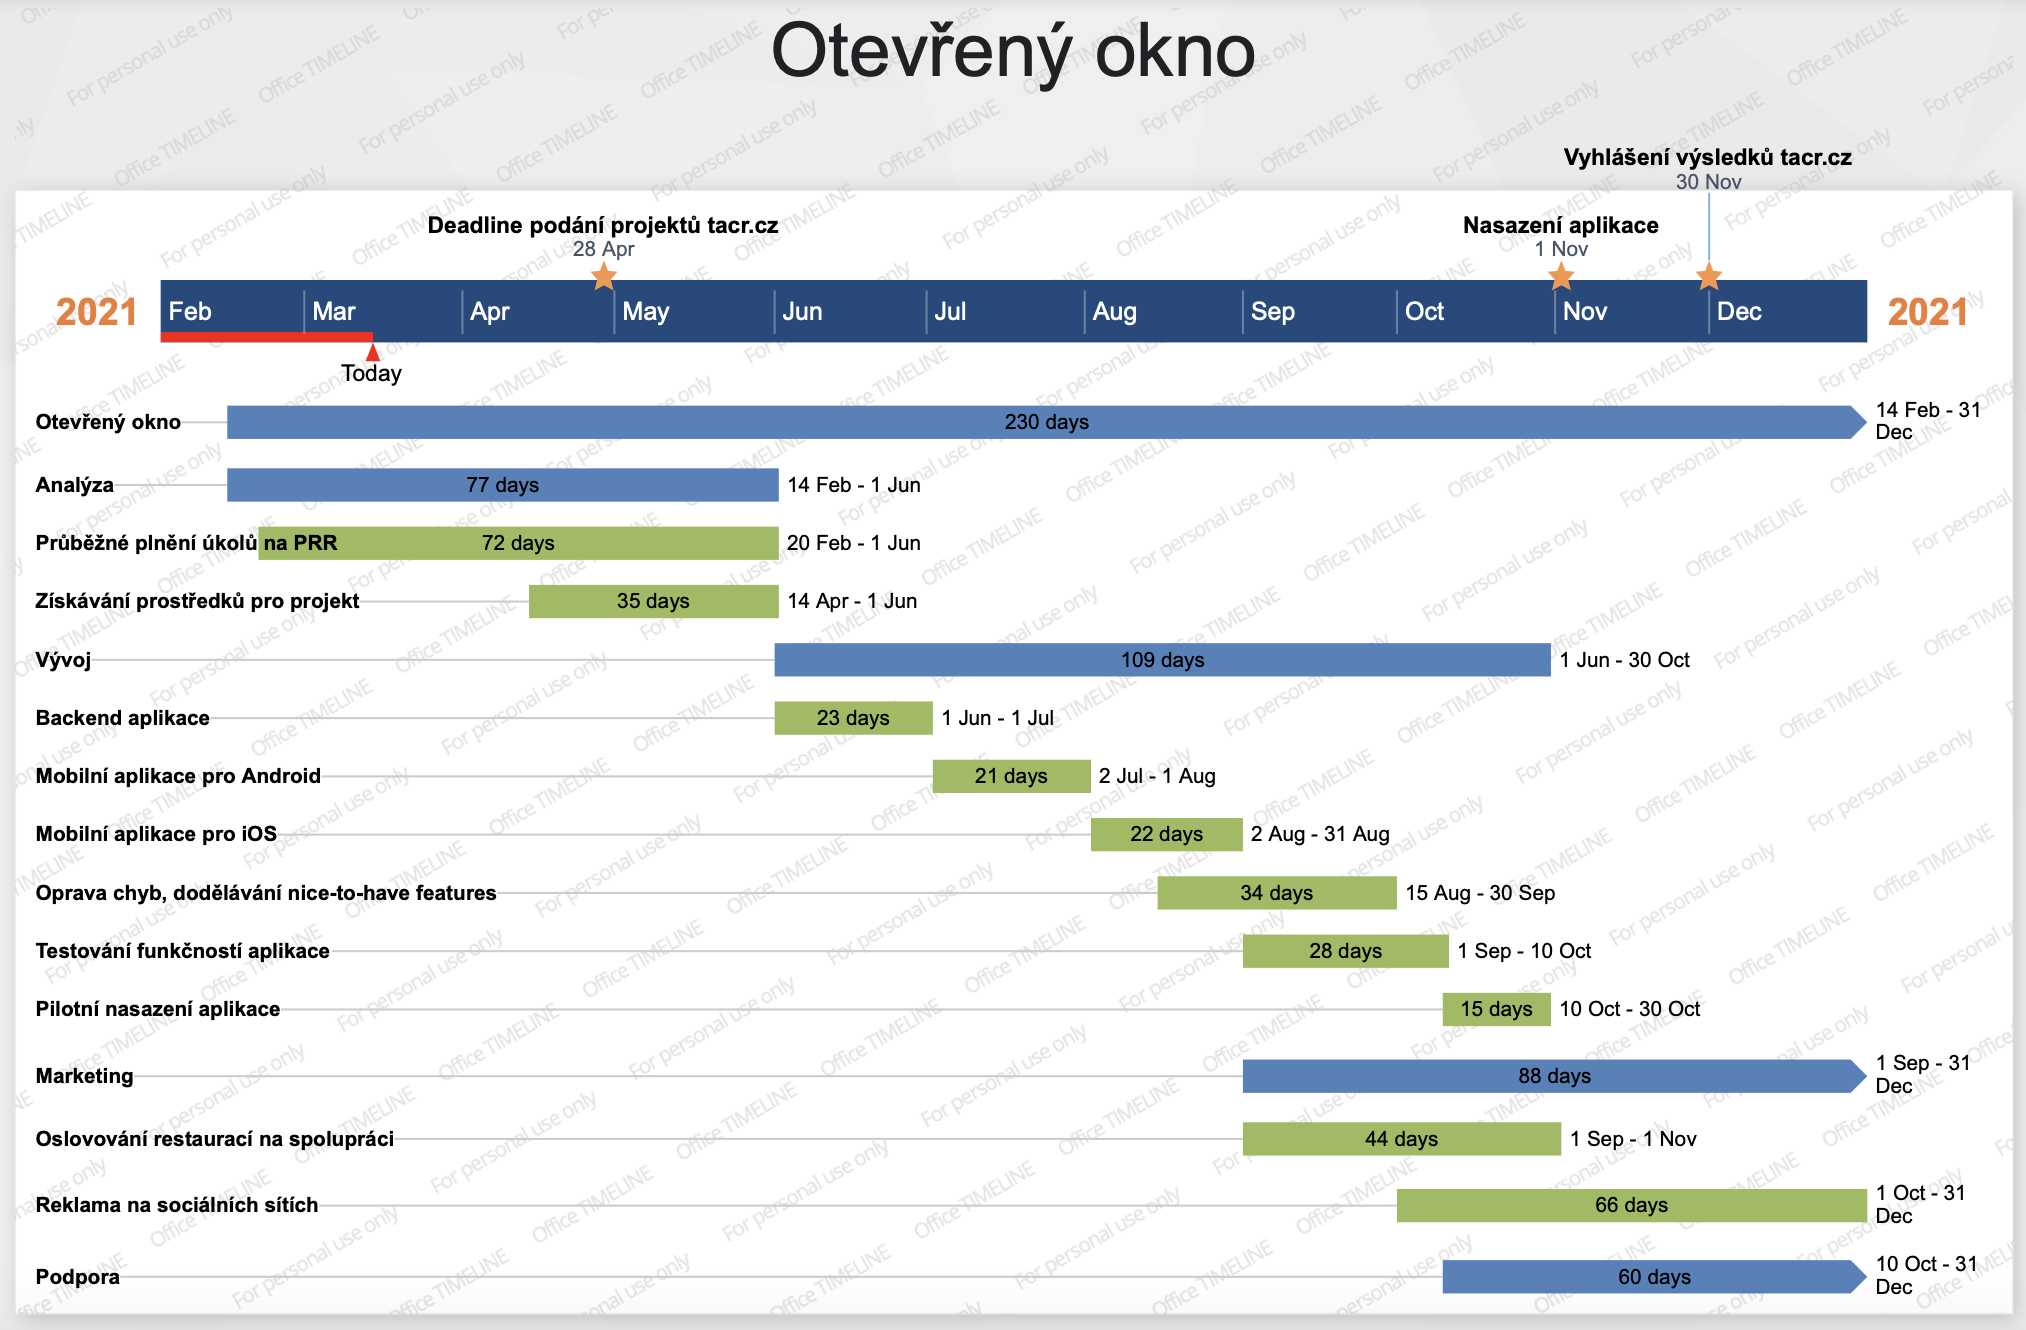 Otevřený okno
Vyhlášení výsledků tacr.cz
30 Nov
Deadline podání projektů tacr.cz
28 Apr
Nasazení aplikace
1 Nov
2021 Feb Mar Apr May Jun Jul Aug Sep Oct Nov Dec 2021
Today
Otevřený okno 230 days 14 Feb - 31
Dec
Analýza 77 days 14 Feb - 1 Jun
Průběžné plnění úkolů na PRR 72 days 20 Feb - 1 Jun
Získávání prostředků pro projekt 35 days 14 Apr - 1 Jun
Vývoj 109 days 1 Jun - 30 Oct
Backend aplikace 23 days 1 Jun - 1 Jul
Mobilní aplikace pro Android 21 days 2 Jul - 1 Aug
Mobilní aplikace pro iOS 22 days 2 Aug - 31 Aug
Oprava chyb, dodělávání nice-to-have features 34 days 15 Aug - 30 Sep
Testování funkčností aplikace 28 days 1 Sep - 10 Oct
Pilotní nasazení aplikace 15 days 10 Oct - 30 Oct
Marketing 88 days 1 Sep - 31
Dec
Oslovování restaurací na spolupráci 44 days 1 Sep - 1 Nov
Reklama na sociálních sítích 66 days 1 Oct - 31
Dec
Podpora 60 days 10 Oct - 31
Dec
For personal use only
Office TIMELINE